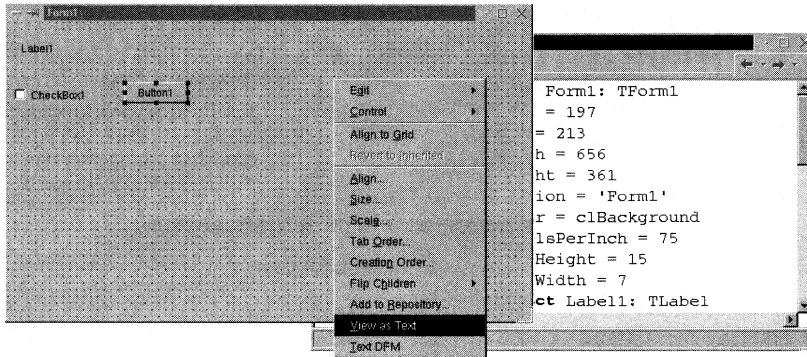 Form1
Label1
CheckBox1
Button1
Edit
Control
Align to Grid
Revert to Inherited
Align...
Size...
Scale...
Tab Order...
Creation Order...
Flip Children
Add to Repository...
View as Text
Text DFM
Form1: TForm1
= 197
= 213
h = 656
ht = 361
ion = 'Form1'
r = clBackground
lsPerInch = 75
Height = 15
Width = 7
ct Label1: TLabel